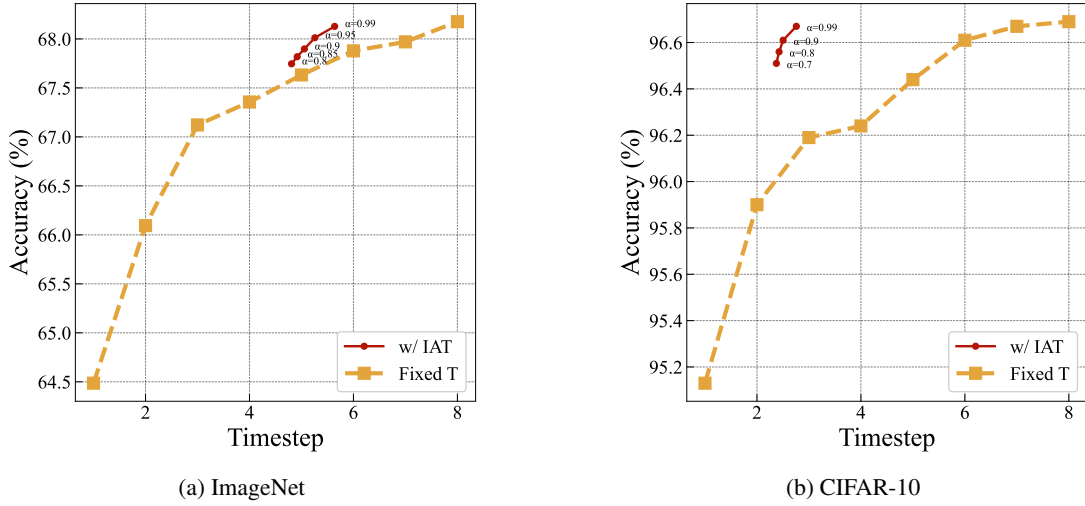 68.0
67.5
67.0
66.5
66.0
65.5
65.0
64.5
Accuracy (%)
α=0.99
α=0.95
α=0.9
α=0.85
α=0.8
w/ IAT
Fixed T
2 4 6 8
Timestep
(a) ImageNet
96.6
96.4
96.2
96.0
95.8
95.6
95.4
95.2
Accuracy (%)
α=0.99
α=0.9
α=0.8
α=0.7
w/ IAT
Fixed T
2 4 6 8
Timestep
(b) CIFAR-10